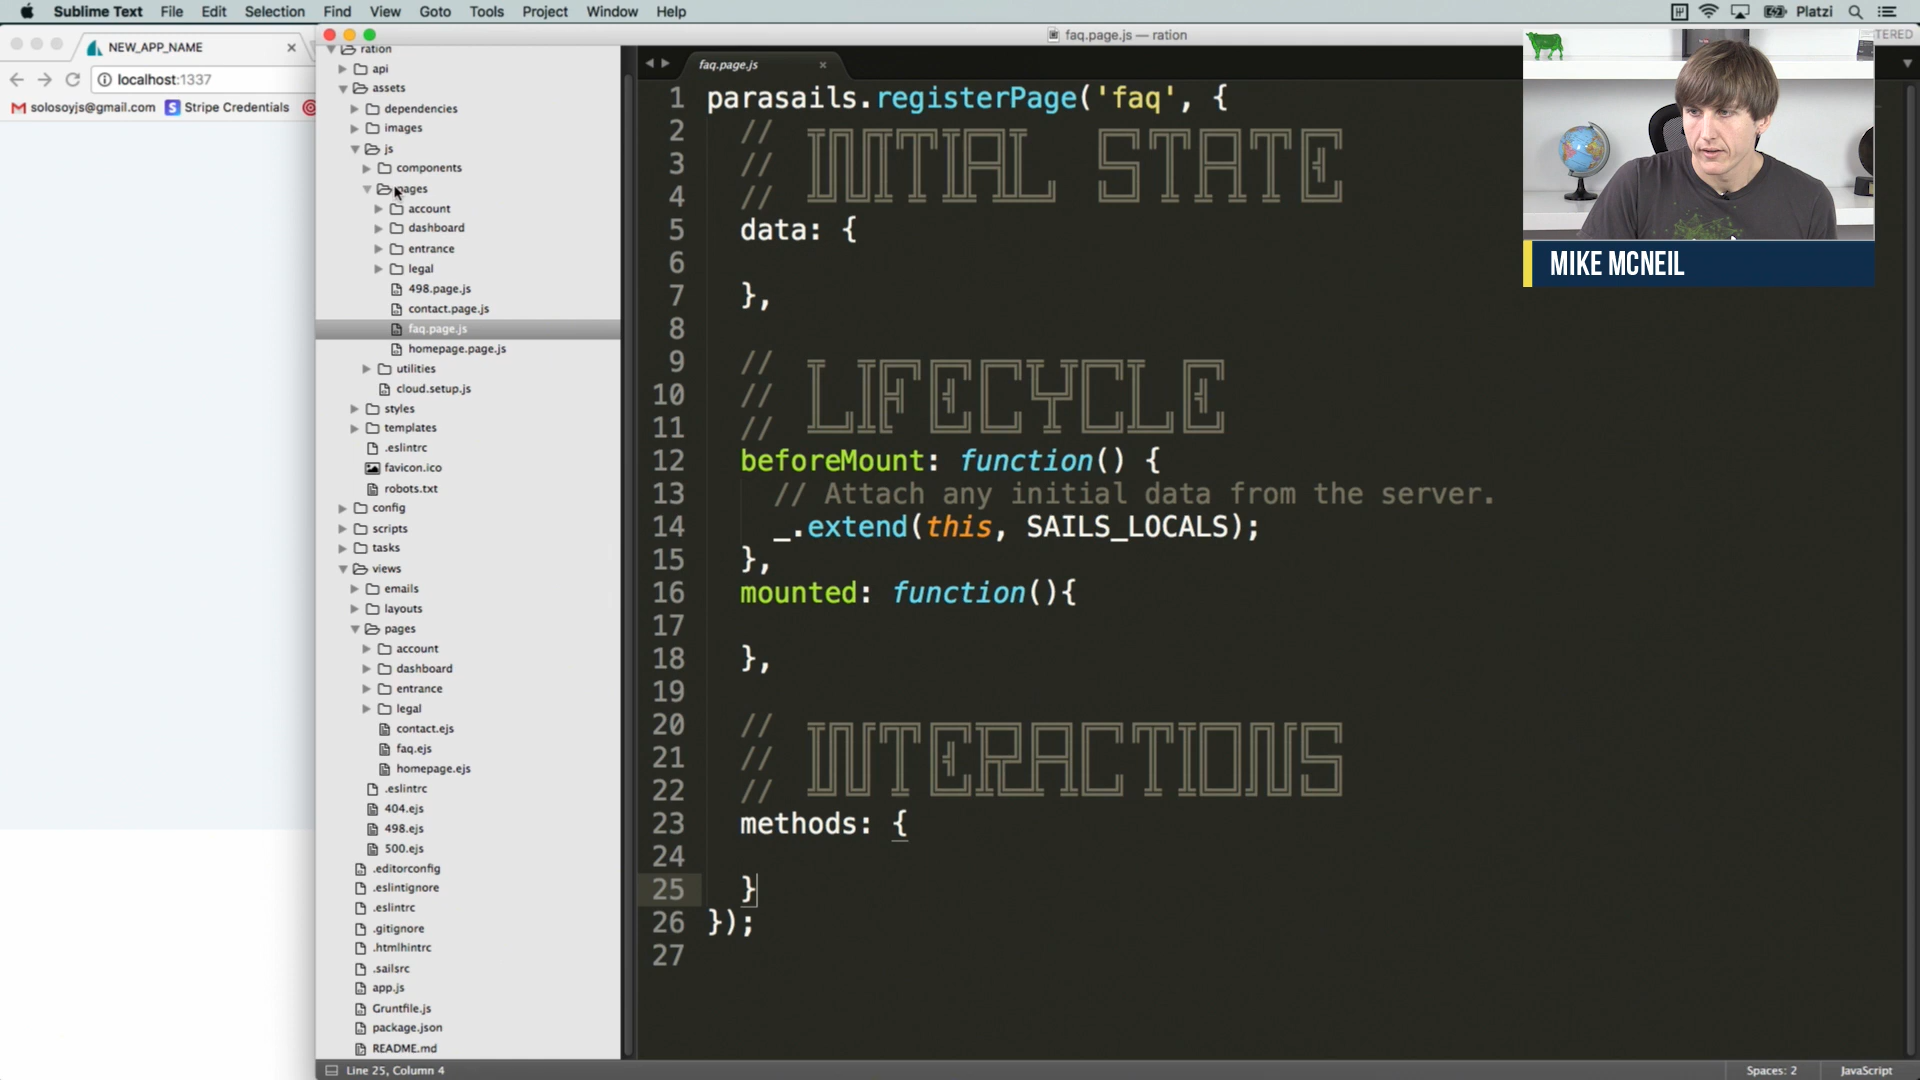 Sublime Text File Edit Selection Find View Goto Tools Project Window Help Platzi
NEW_APP_NAME
localhost:1337
solosoyjs@gmail.com Stripe Credentials
faq.page.js — ration
TERED
ration
api
assets
dependencies
images
js
components
pages
account
dashboard
entrance
legal
498.page.js
contact.page.js
faq.page.js
homepage.page.js
utilities
cloud.setup.js
styles
templates
.eslintrc
favicon.ico
robots.txt
config
scripts
tasks
views
emails
layouts
pages
account
dashboard
entrance
legal
contact.ejs
faq.ejs
homepage.ejs
.eslintrc
404.ejs
498.ejs
500.ejs
.editorconfig
.eslintignore
.eslintrc
.gitignore
.htmlhintrc
.sailsrc
app.js
Gruntfile.js
package.json
README.md
faq.page.js
1 parasails.registerPage('faq', {
2 //
3 // INITIAL STATE
4 //
5 data: {
6
7 },
8
9 //
10 // LIFECYCLE
11 //
12 beforeMount: function() {
13 // Attach any initial data from the server.
14 _.extend(this, SAILS_LOCALS);
15 },
16 mounted: function(){
17
18 },
19
20 //
21 // INTERACTIONS
22 //
23 methods: {
24
25 }
26 });
27
MIKE MCNEIL
Line 25, Column 4 Spaces: 2 JavaScript